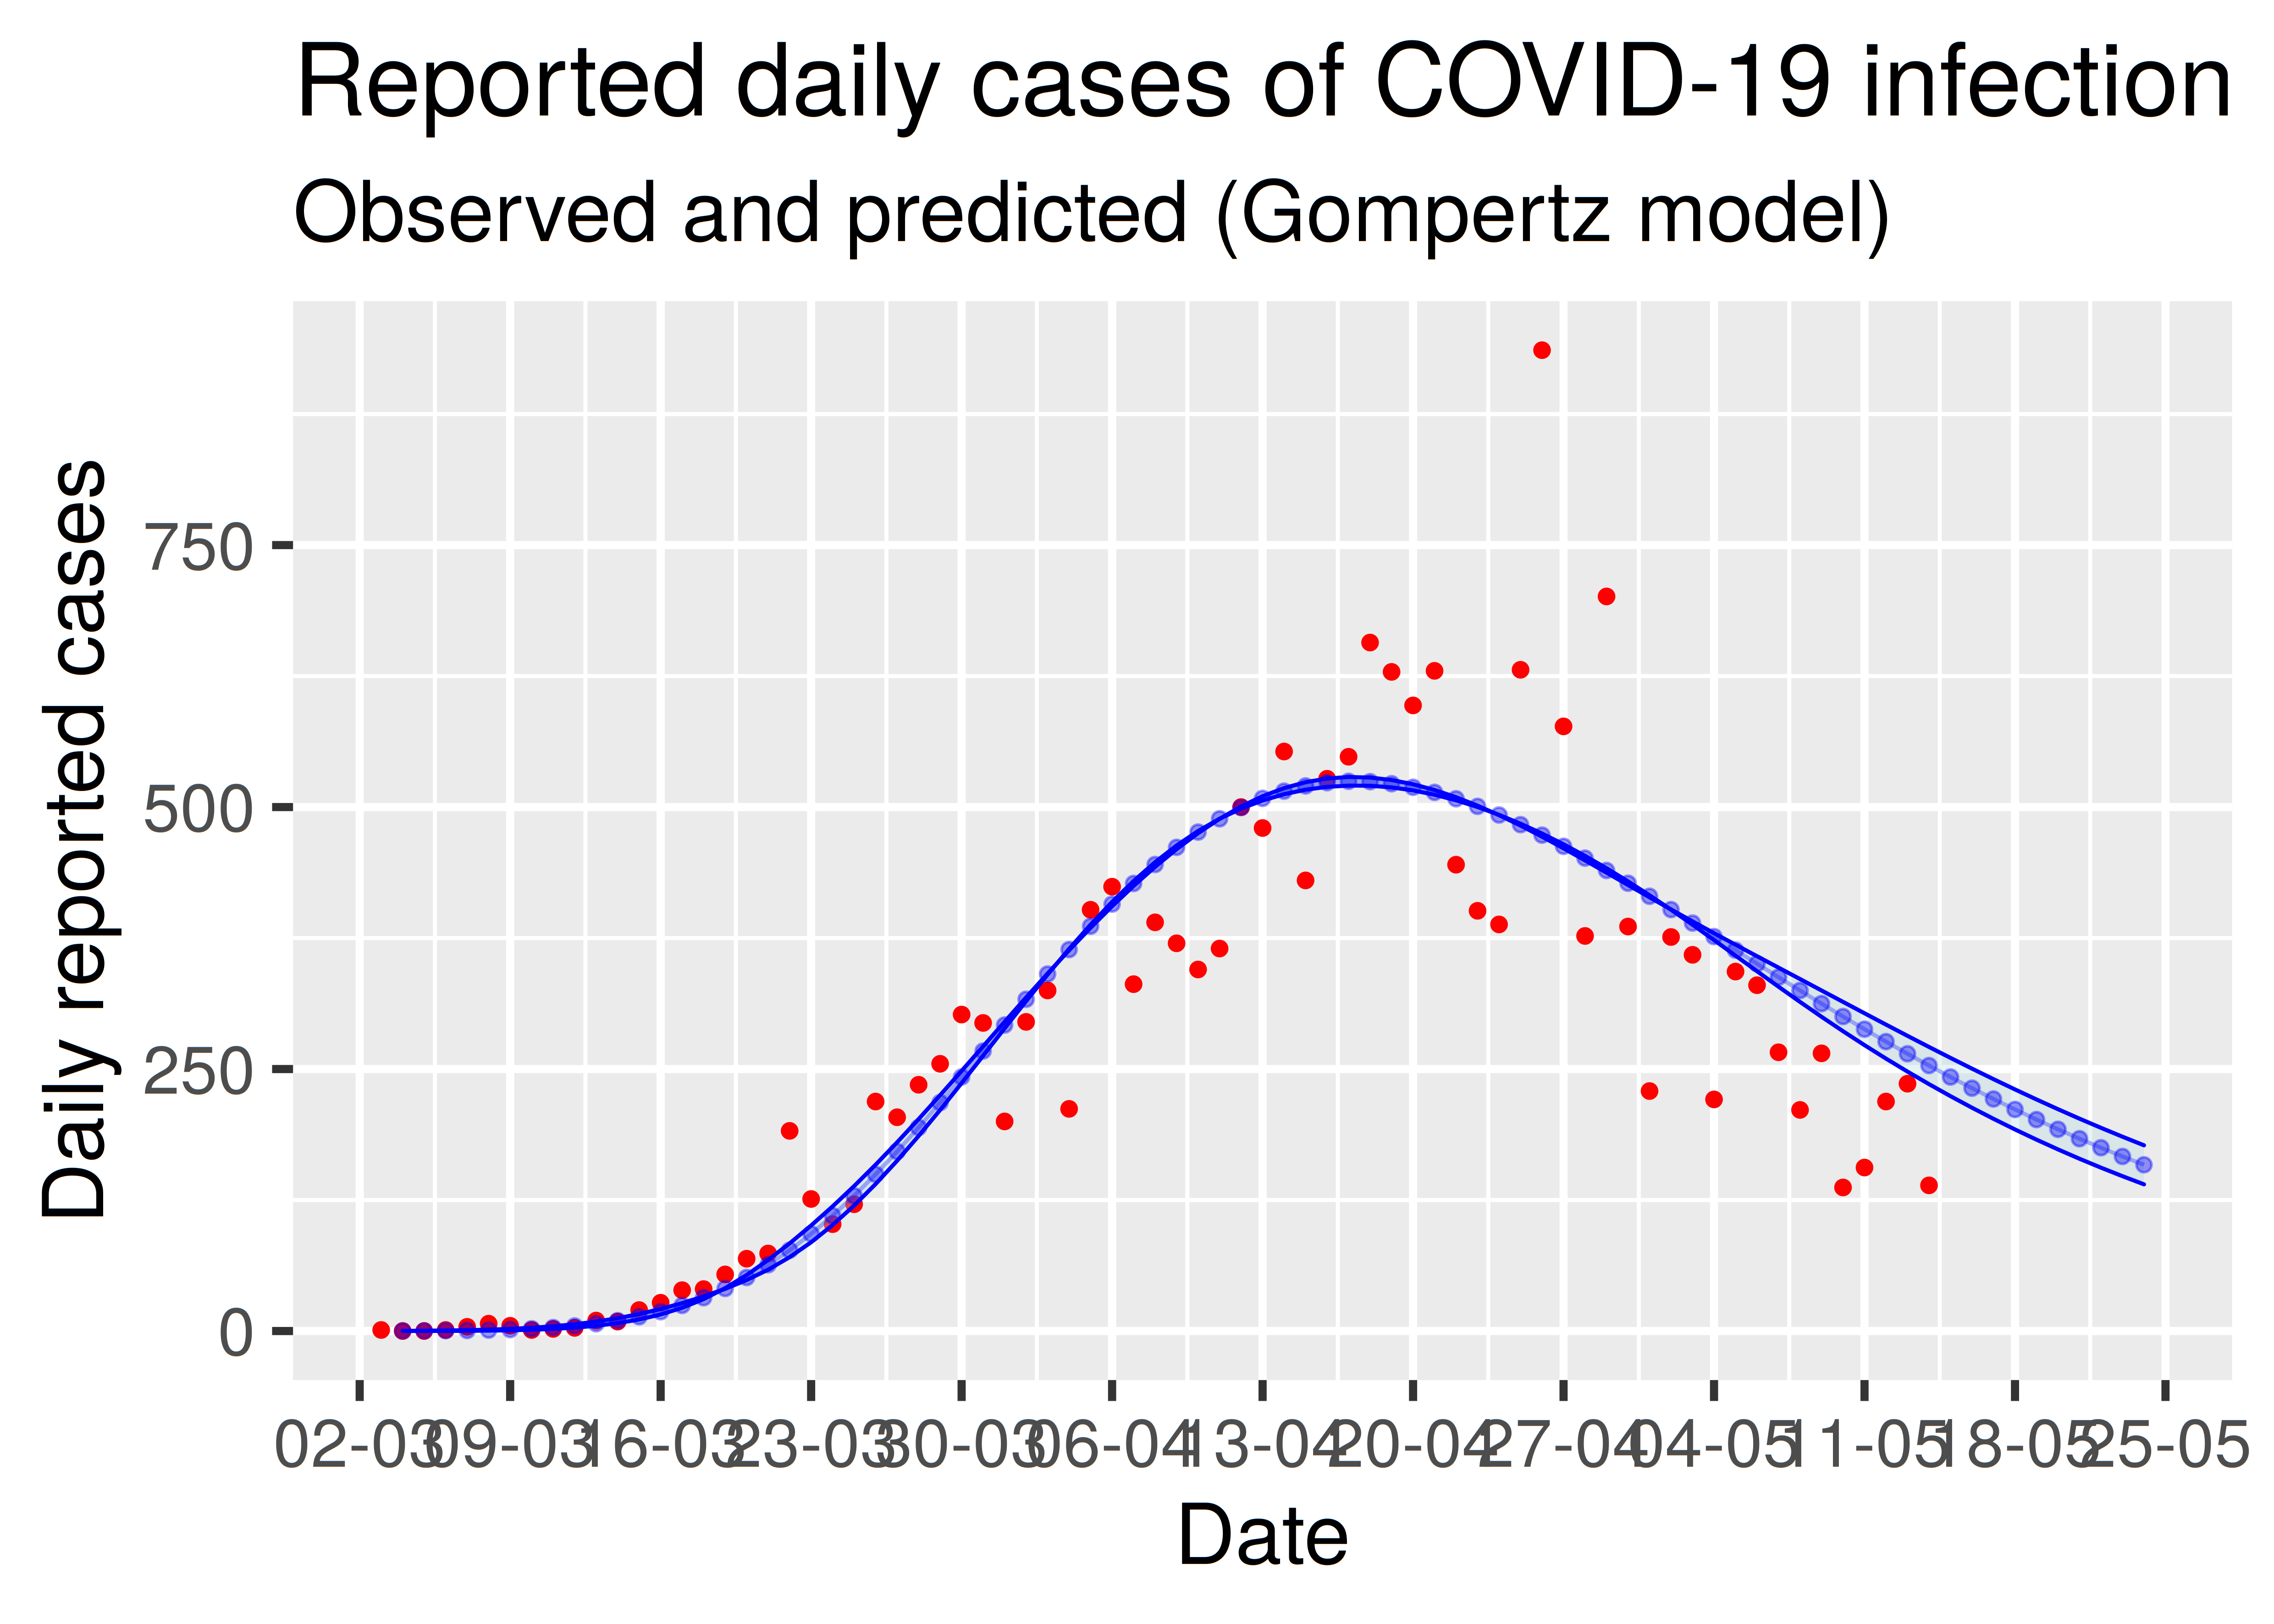 Reported daily cases of COVID-19 infection
Observed and predicted (Gompertz model)
Daily reported cases
750
500
250
0
02-03 09-03 16-03 23-03 30-03 06-04 13-04 20-04 27-04 04-05 11-05 18-05 25-05
Date